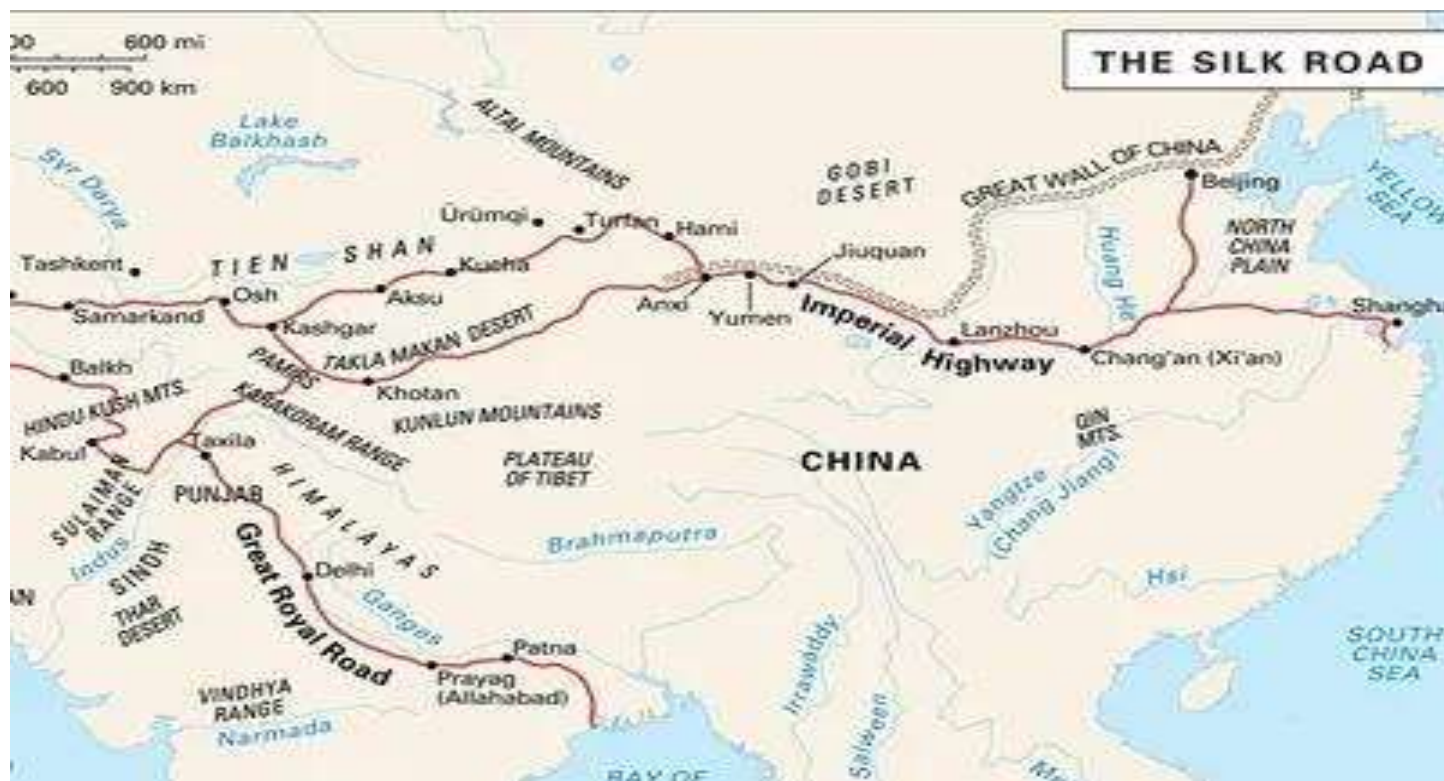 600 mi
600 900 km
THE SILK ROAD
Lake
Balkhash
Syr Darya
ALTAI MOUNTAINS
GOBI
DESERT
GREAT WALL OF CHINA
Beijing
YELLOW
SEA
Ürümqi
Turfan
Hami
NORTH
CHINA
PLAIN
Huang He
Jiuquan
Tashkent
TIEN SHAN
Kucha
Osh
Aksu
Anxi
Yumen
Samarkand
Kashgar
TAKLA MAKAN DESERT
Imperial Highway
Lanzhou
Chang'an (Xi'an)
Balkh
PAMIRS
Khotan
HINDU KUSH MTS.
KARAKORAM RANGE
KUNLUN MOUNTAINS
QIN
MTS.
Kabul
Taxila
PLATEAU
OF TIBET
CHINA
SULAIMAN
RANGE
PUNJAB
HIMALAYAS
Yangtze
(Chang Jiang)
Indus
SINDH
Great Royal Road
Brahmaputra
Delhi
Hsi
THAR
DESERT
Ganges
Patna
Irrawaddy
SOUTH
CHINA
SEA
Prayag
(Allahabad)
VINDHYA
RANGE
Narmada
Salween
BAY OF